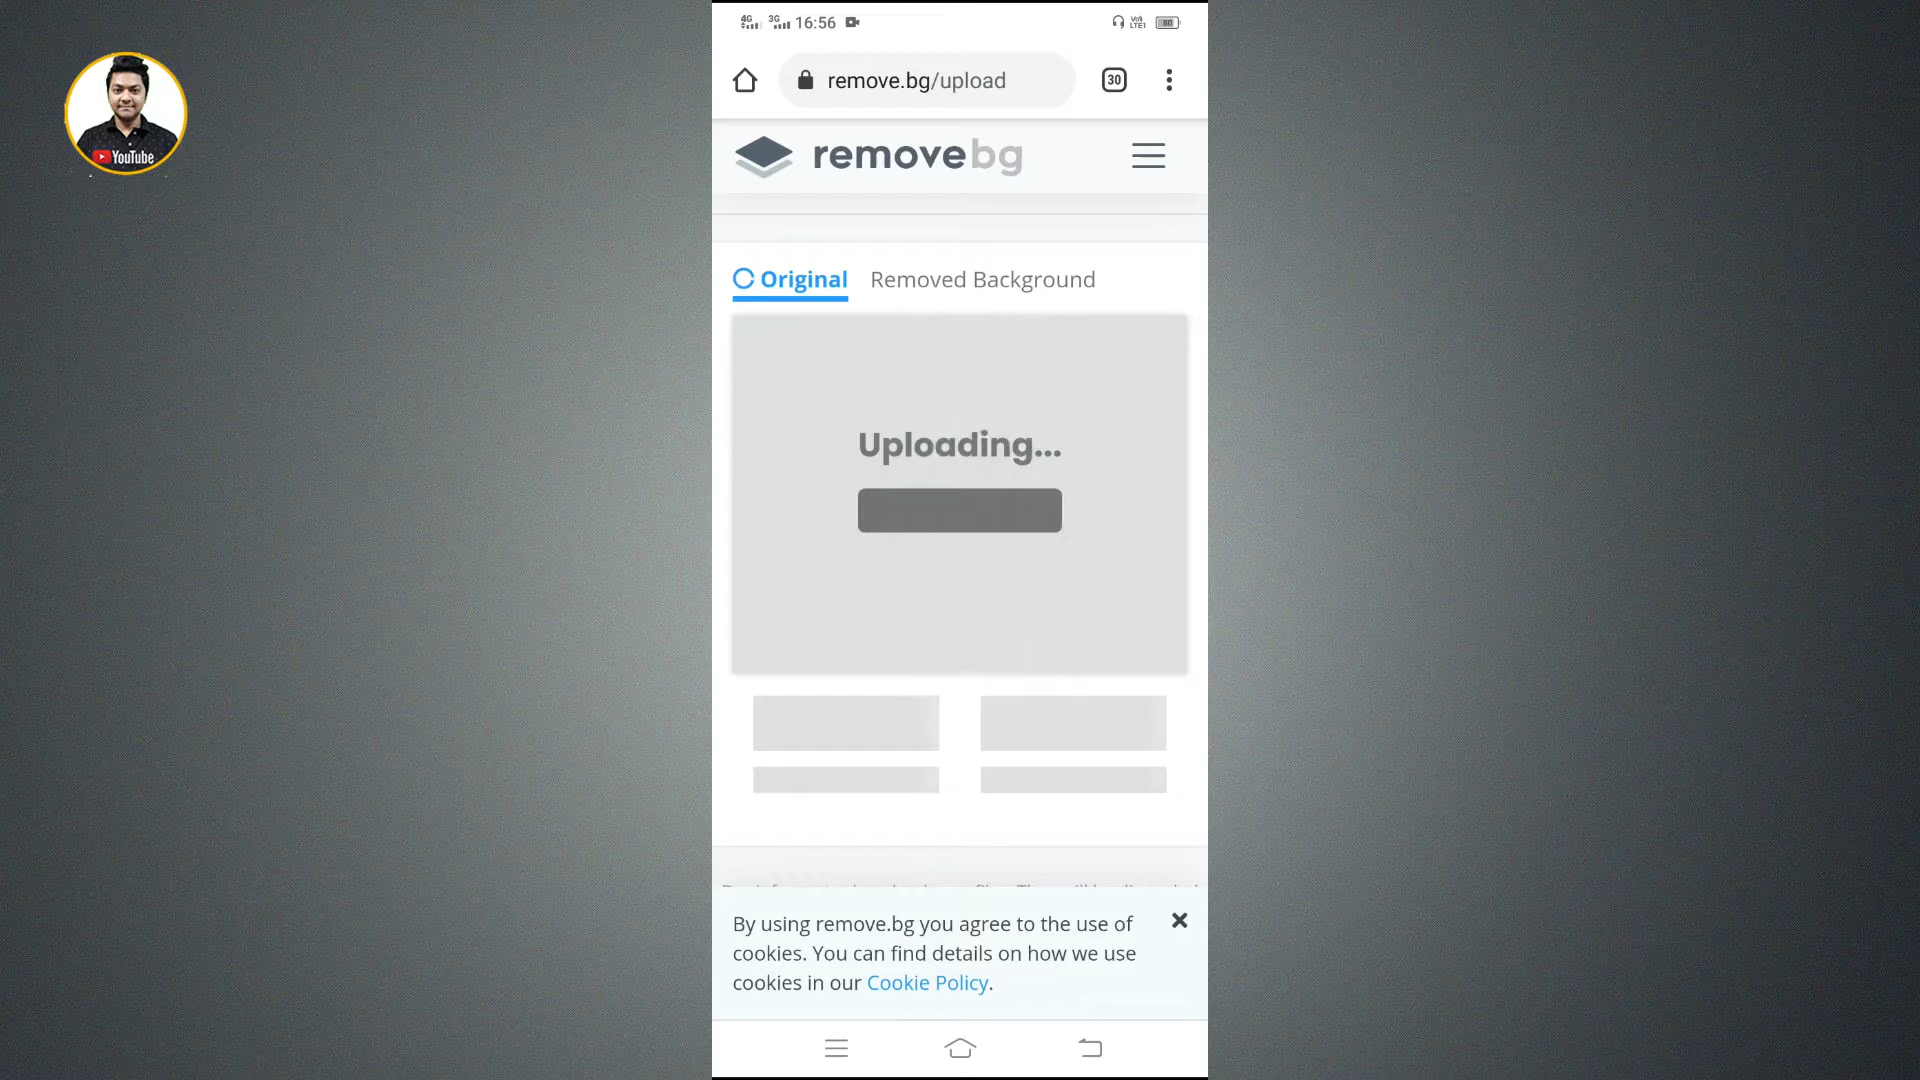 4G 3G 16:56
LTE1 80
YouTube
remove.bg/upload
30
removebg
Original Removed Background
Uploading...
By using remove.bg you agree to the use of
cookies. You can find details on how we use
cookies in our Cookie Policy.